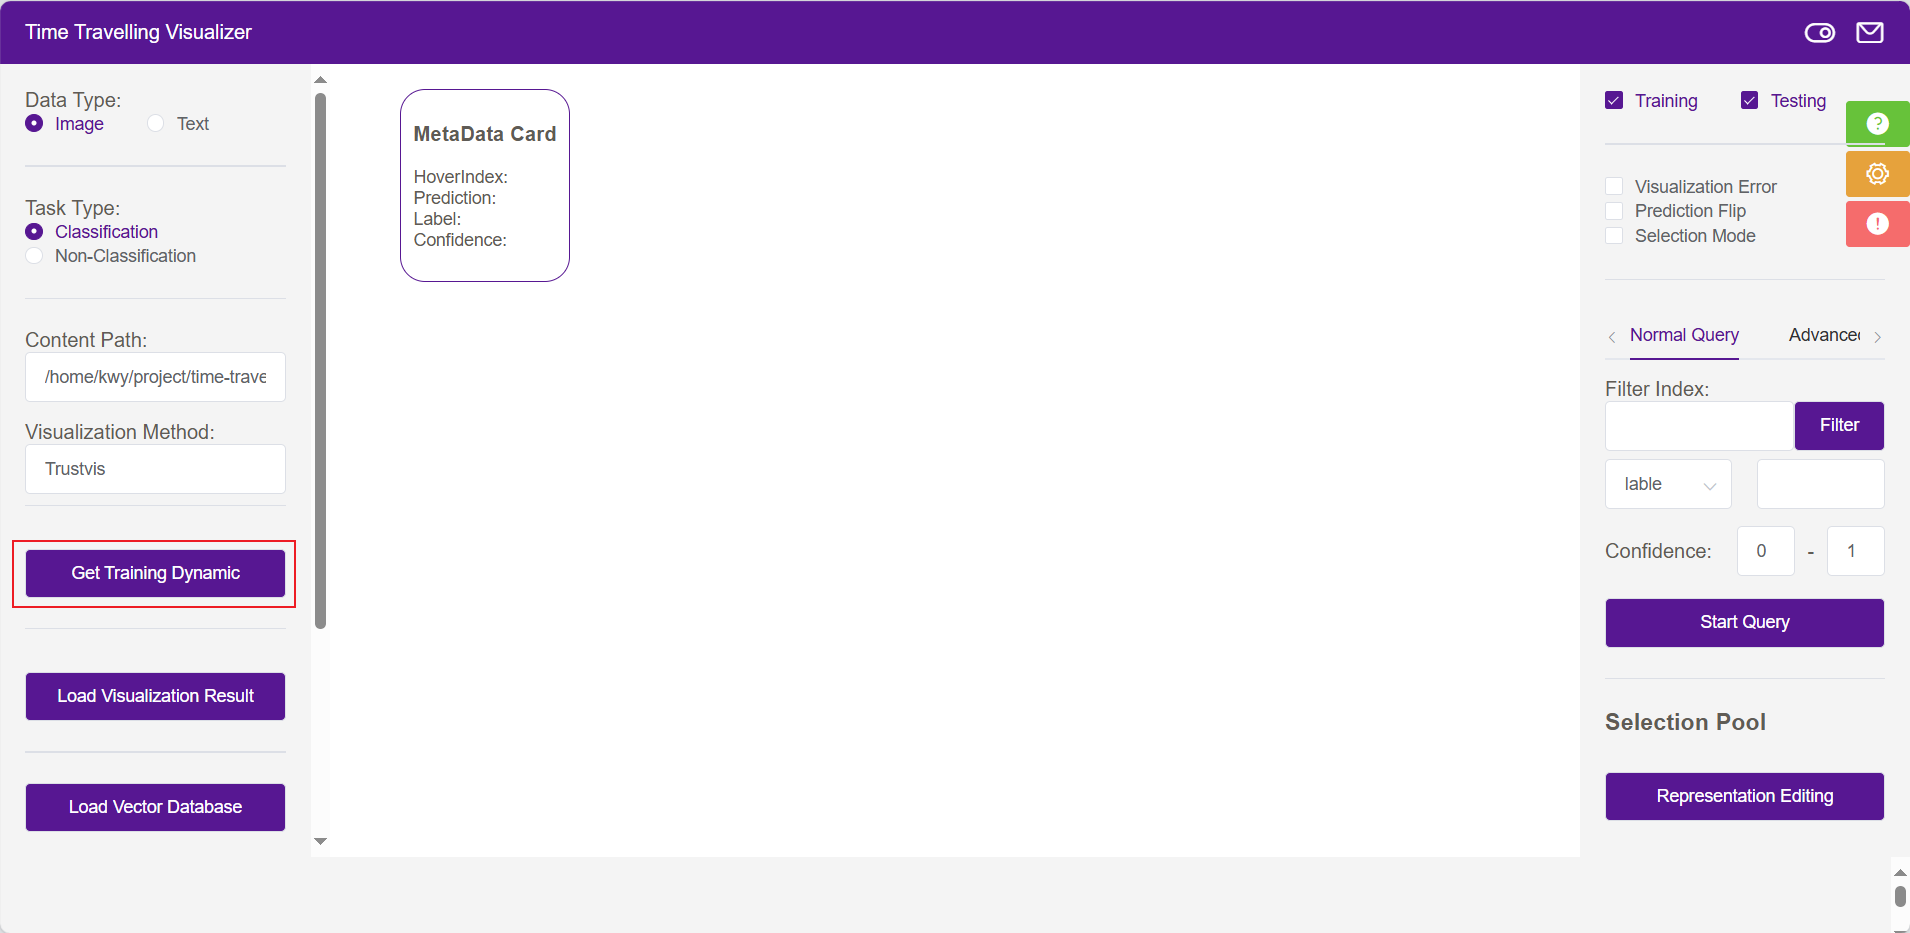 Time Travelling Visualizer
Data Type:
Image
Text
Task Type:
Classification
Non-Classification
Content Path:
/home/kwy/project/time-trave
Visualization Method:
Trustvis
Get Training Dynamic
Load Visualization Result
Load Vector Database
MetaData Card
HoverIndex:
Prediction:
Label:
Confidence:
Training
Testing
?
!
Visualization Error
Prediction Flip
Selection Mode
Normal Query
Advanced
Filter Index:
Filter
lable
Confidence:
0
-
1
Start Query
Selection Pool
Representation Editing